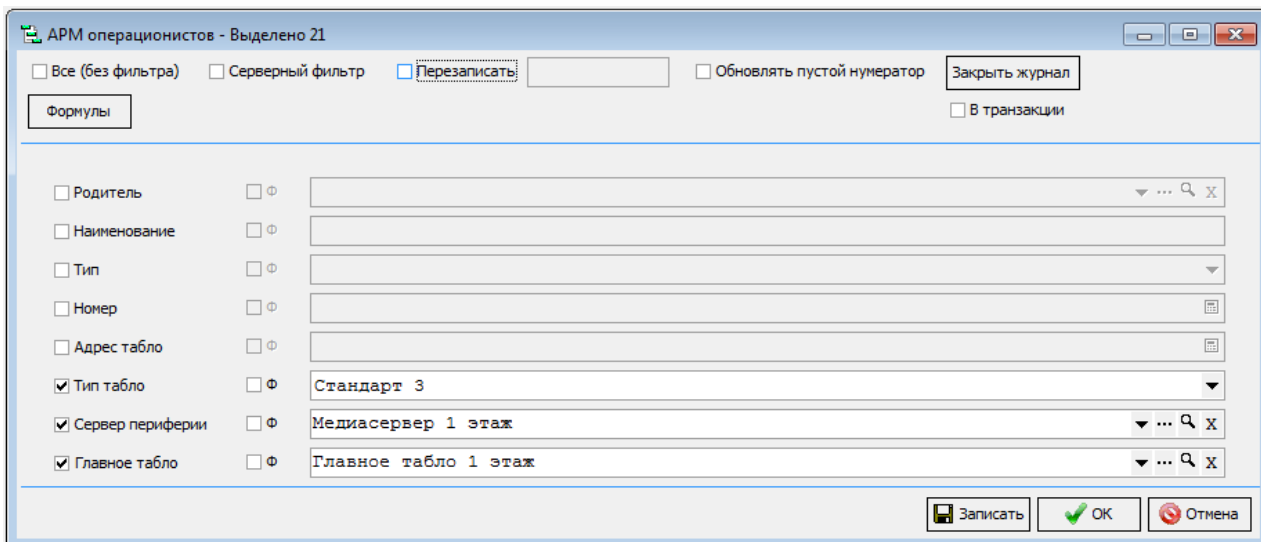 АРМ операционистов - Выделено 21
Все (без фильтра) Серверный фильтр Перезаписать Обновлять пустой нумератор Закрыть журнал
Формулы В транзакции
Родитель Ф ... X
Наименование Ф
Тип Ф
Номер Ф
Адрес табло Ф
Тип табло Ф Стандарт 3
Сервер периферии Ф Медиасервер 1 этаж ... X
Главное табло Ф Главное табло 1 этаж ... X
Записать ОК Отмена